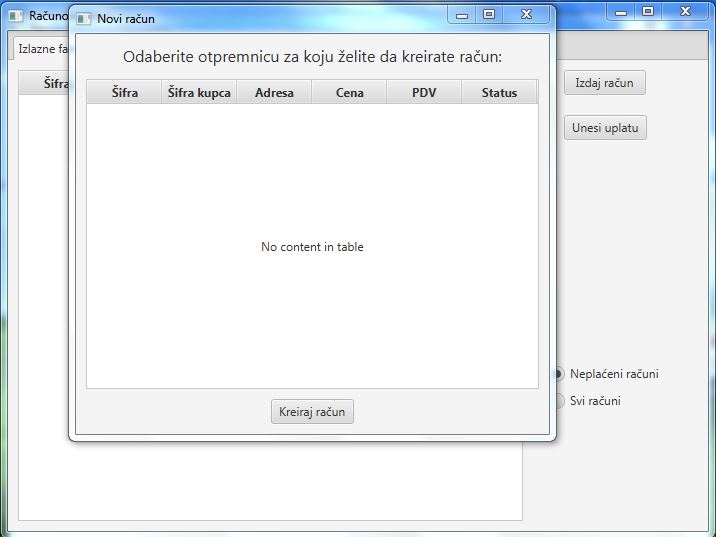 Računo
Novi račun
Izlazne fa
Odaberite otpremnicu za koju želite da kreirate račun:
Šifra
Šifra Šifra kupca Adresa Cena PDV Status
Izdaj račun
Unesi uplatu
No content in table
Neplaćeni računi
Svi računi
Kreiraj račun